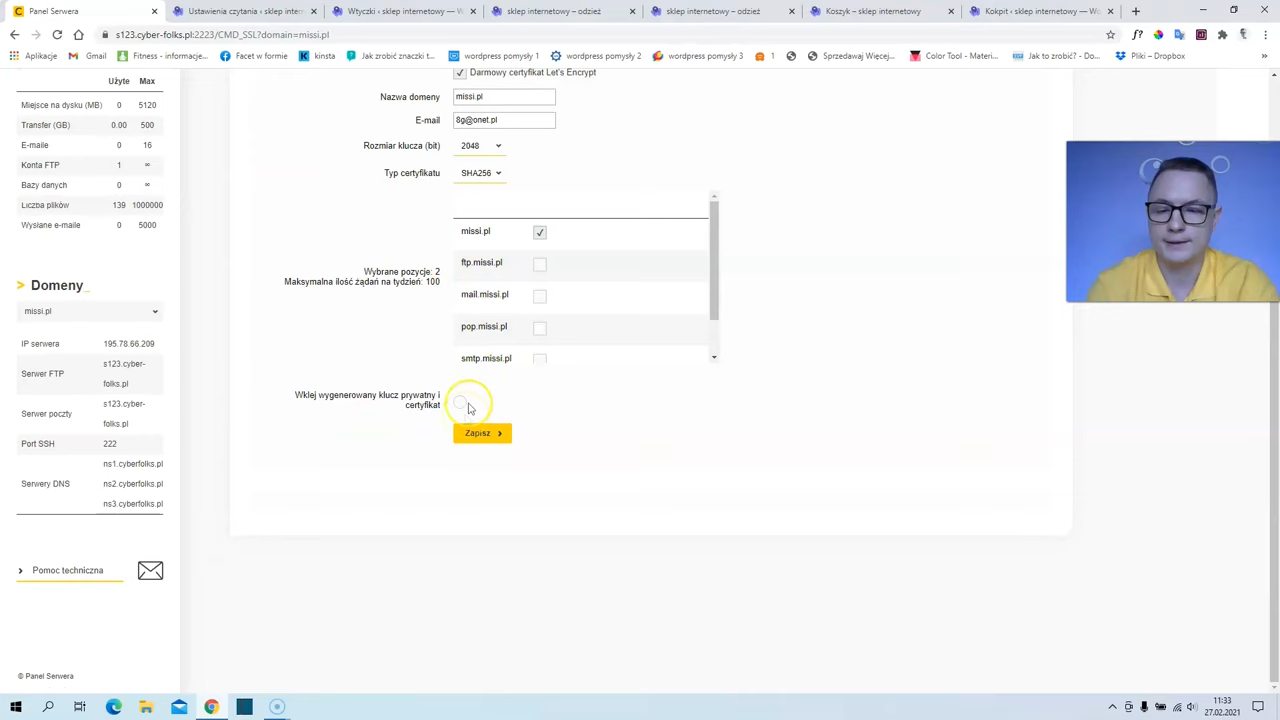 Panel Serwera
Ustawienia czytania ‹ sklep intern
Wtyczki ‹ sklep internetowy — W
sklep internetowy – odzież
sklep internetowy – odzież
Koszyk – sklep internetowy
Kokpit ‹ sklep internetowy — Wo
s123.cyber-folks.pl:2223/CMD_SSL?domain=missi.pl
Aplikacje
Gmail
Fitness - informacje...
Facet w formie
kinsta
Jak zrobić znaczki t...
wordpress pomysły 1
wordpress pomysły 2
wordpress pomysły 3
1
Sprzedawaj Więcej,...
Color Tool - Materi...
Jak to zrobić? - Do...
Pliki – Dropbox
Użyte Max
Miejsce na dysku (MB) 0 5120
Transfer (GB) 0.00 500
E-maile 0 16
Konta FTP 1 ∞
Bazy danych 0 ∞
Liczba plików 139 1000000
Wysłane e-maile 0 5000
> Domeny_
missi.pl
IP serwera 195.78.66.209
Serwer FTP s123.cyber-
folks.pl
Serwer poczty s123.cyber-
folks.pl
Port SSH 222
Serwery DNS ns1.cyberfolks.pl
ns2.cyberfolks.pl
ns3.cyberfolks.pl
Pomoc techniczna
© Panel Serwera
Darmowy certyfikat Let's Encrypt
Nazwa domeny missi.pl
E-mail 8g@onet.pl
Rozmiar klucza (bit) 2048
Typ certyfikatu SHA256
Wybrane pozycje: 2
Maksymalna ilość żądań na tydzień: 100
missi.pl
ftp.missi.pl
mail.missi.pl
pop.missi.pl
smtp.missi.pl
Wklej wygenerowany klucz prywatny i
certyfikat
Zapisz
11:33
27.02.2021